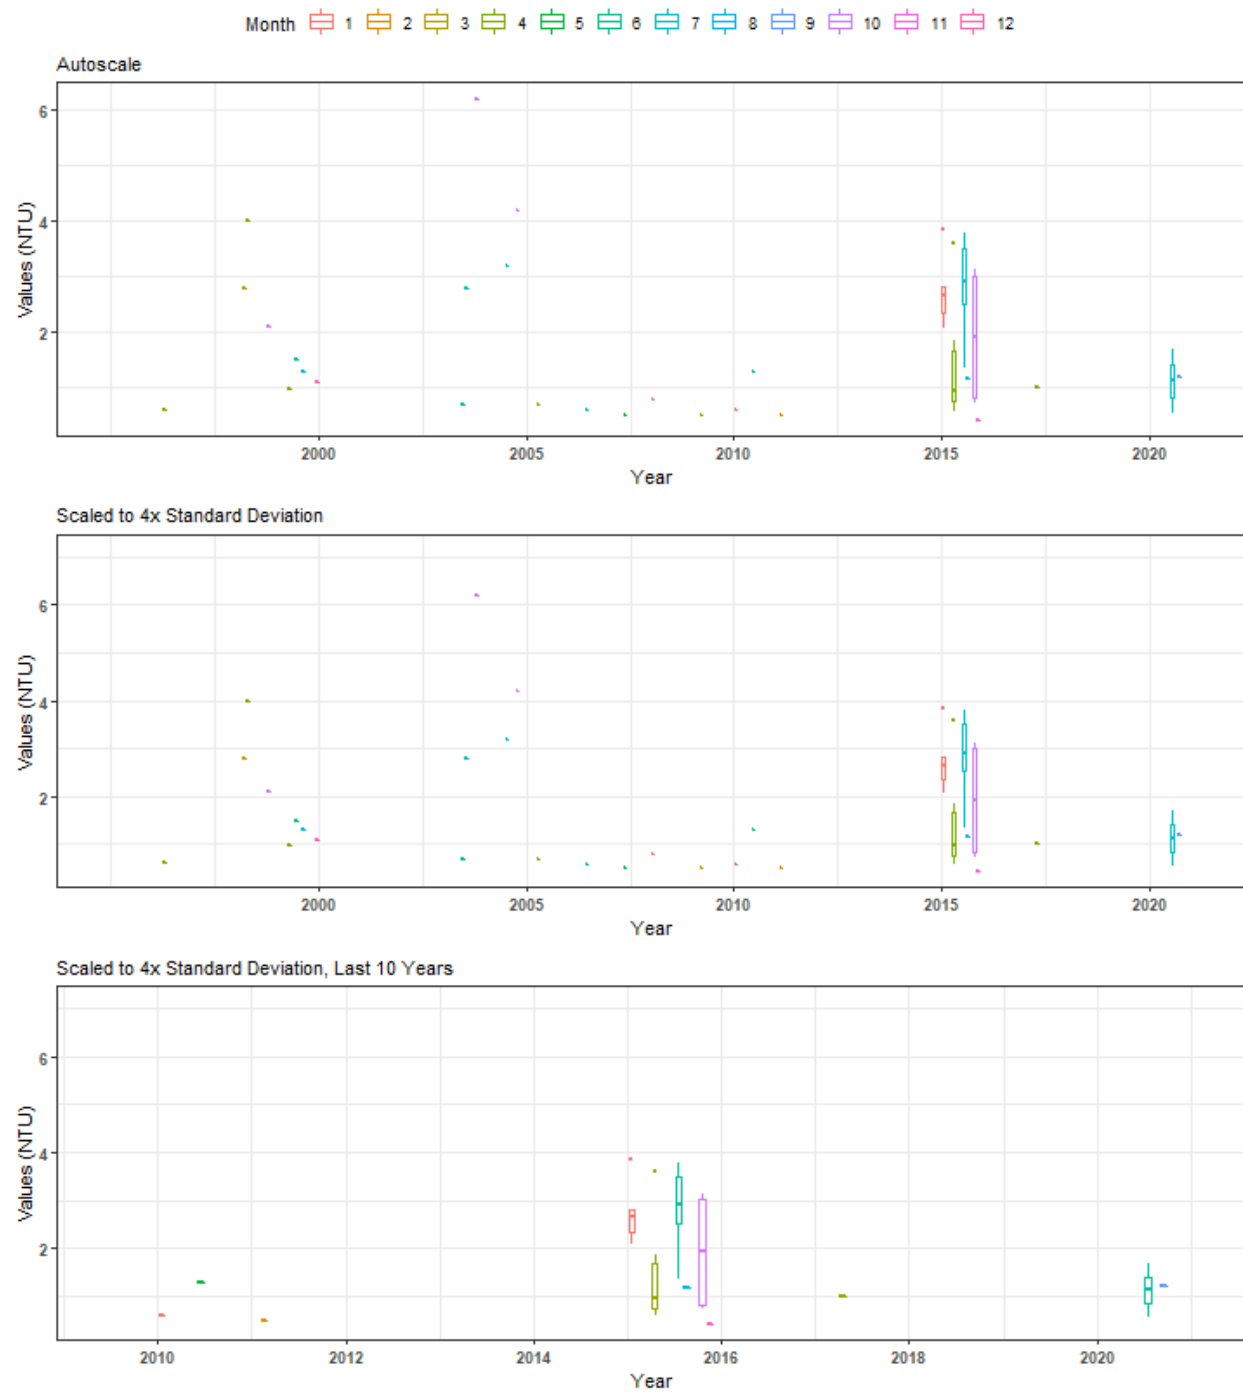 Month 1 2 3 4 5 6 7 8 9 10 11 12
Autoscale
Values (NTU)
6
4
2
2000 2005 2010 2015 2020
Year
Scaled to 4x Standard Deviation
Values (NTU)
6
4
2
2000 2005 2010 2015 2020
Year
Scaled to 4x Standard Deviation, Last 10 Years
Values (NTU)
6
4
2
2010 2012 2014 2016 2018 2020
Year